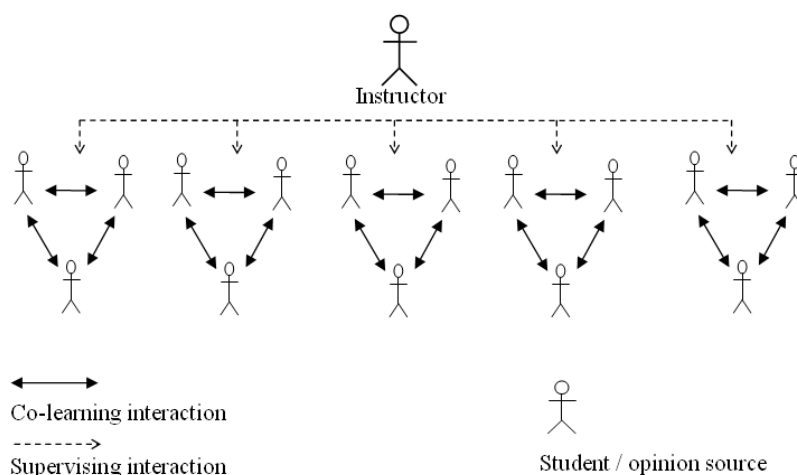 Instructor
Co-learning interaction
Supervising interaction
Student / opinion source